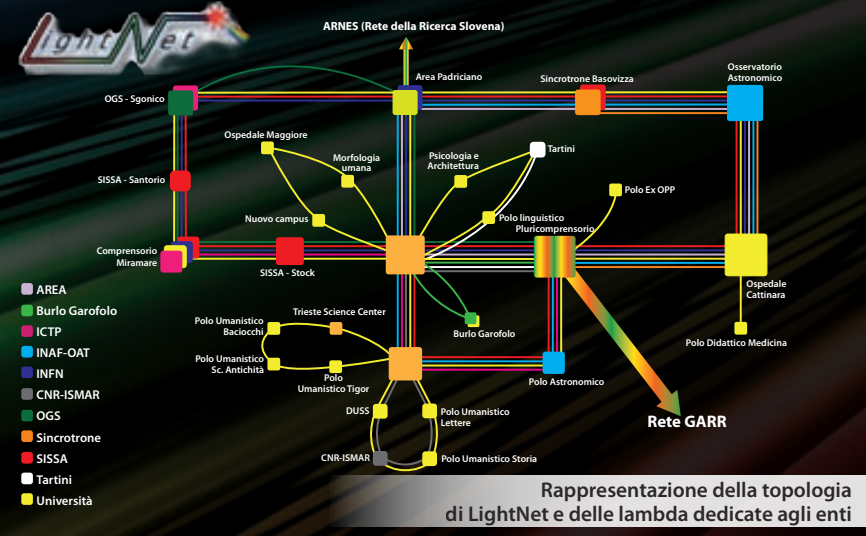 LightNet
ARNES (Rete della Ricerca Slovena)
Area Padriciano
Sincrotrone Basovizza
Osservatorio
Astronomico
OGS - Sgonico
Ospedale Maggiore
Morfologia
umana
Psicologia e
Architettura
Tartini
SISSA - Santorio
Polo Ex OPP
Nuovo campus
Polo linguistico
Pluricomprensorio
Comprensorio
Miramare
SISSA - Stock
Ospedale
Cattinara
AREA
Burlo Garofolo
ICTP
INAF-OAT
INFN
CNR-ISMAR
OGS
Sincrotrone
SISSA
Tartini
Università
Polo Umanistico
Baciocchi
Trieste Science Center
Burlo Garofolo
Polo Didattico Medicina
Polo Umanistico
Sc. Antichità
Polo
Umanistico Tigor
Polo Astronomico
DUSS
Polo Umanistico
Lettere
Rete GARR
CNR-ISMAR
Polo Umanistico Storia
Rappresentazione della topologia
di LightNet e delle lambda dedicate agli enti